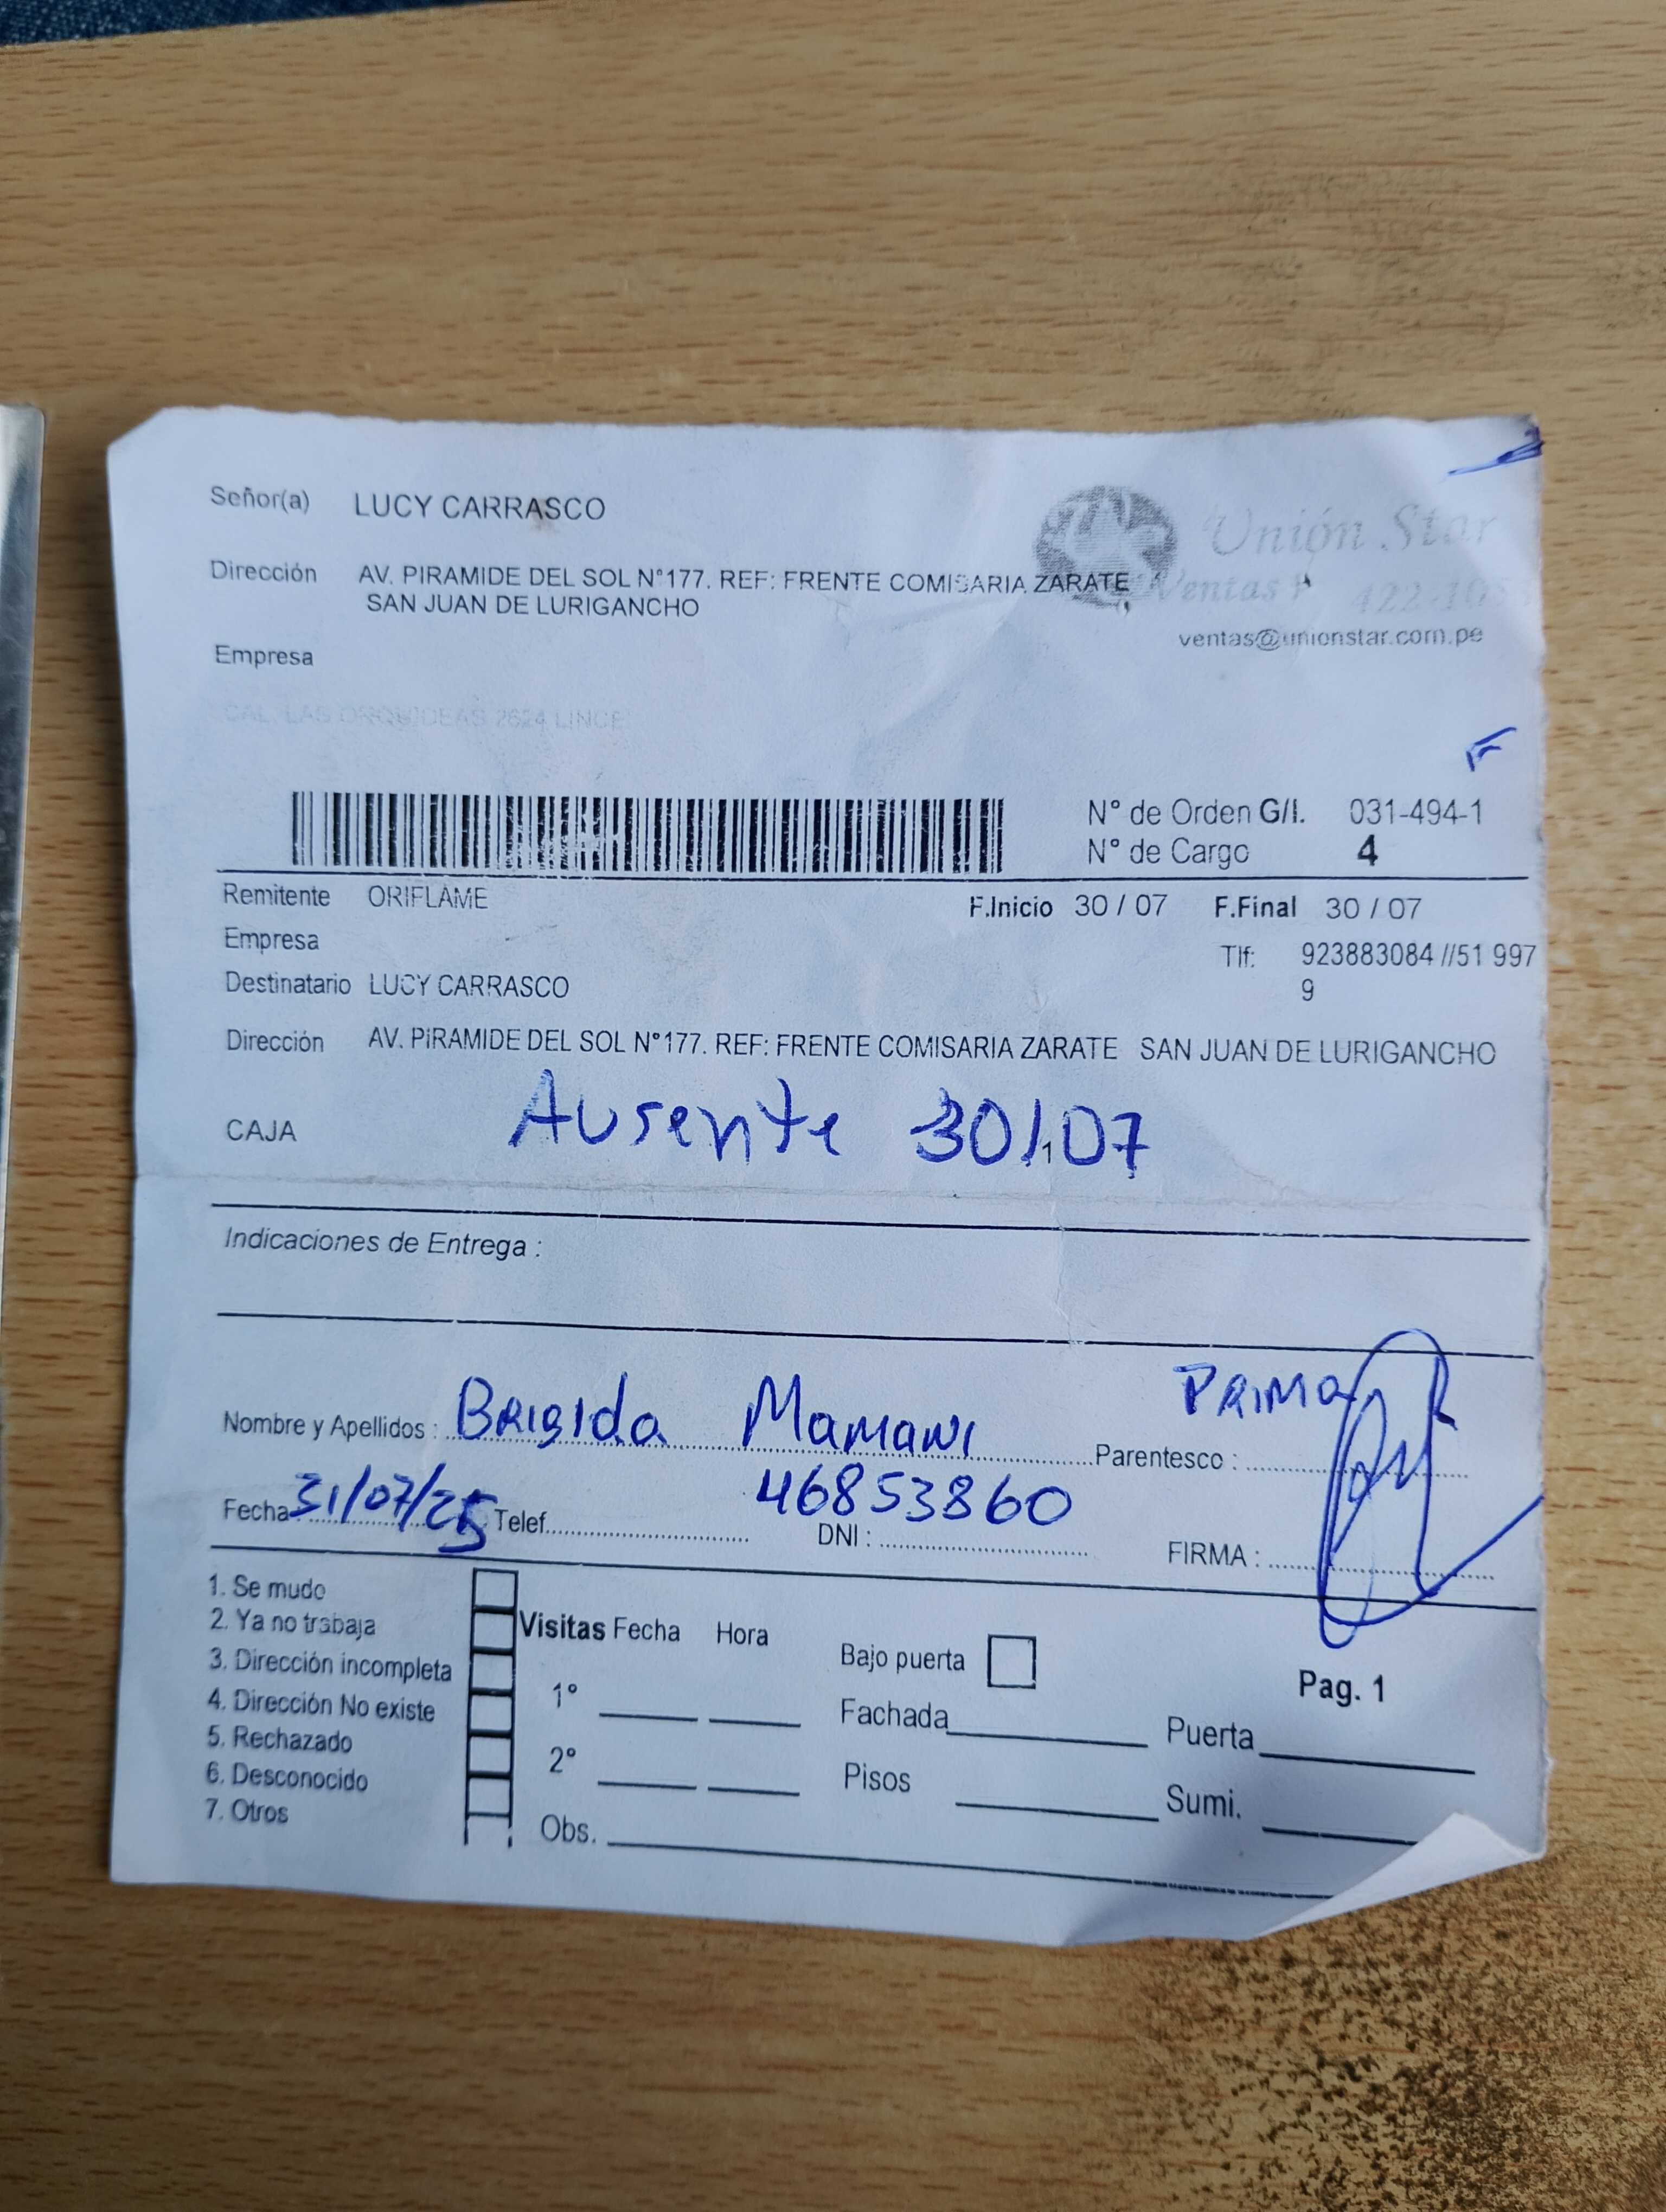 Señor(a) LUCY CARRASCO
Unión Star
Dirección AV. PIRAMIDE DEL SOL N°177. REF: FRENTE COMISARIA ZARATE
Ventas
SAN JUAN DE LURIGANCHO
ventas@unionstar.com.pe
Empresa
CAL. LAS ORQUIDEAS 2624 LINCE
N° de Orden G/I. 031-494-1
N° de Cargo 4
Remitente ORIFLAME
F.Inicio 30 / 07 F.Final 30 / 07
Empresa
Tlf: 923883084 //51 997
9
Destinatario LUCY CARRASCO
Dirección AV. PIRAMIDE DEL SOL N°177. REF: FRENTE COMISARIA ZARATE SAN JUAN DE LURIGANCHO
CAJA Ausente 30/07
1
Indicaciones de Entrega :
Nombre y Apellidos : BRIGIDA MAMANI Parentesco : PRIMA
Fecha 31/07/25 Telef. DNI : 46853860 FIRMA :
1. Se mudo
2. Ya no trabaja
3. Dirección incompleta
4. Dirección No existe
5. Rechazado
6. Desconocido
7. Otros
Visitas Fecha Hora
1°
2°
Obs.
Bajo puerta
Fachada
Pisos
Pag. 1
Puerta
Sumi.